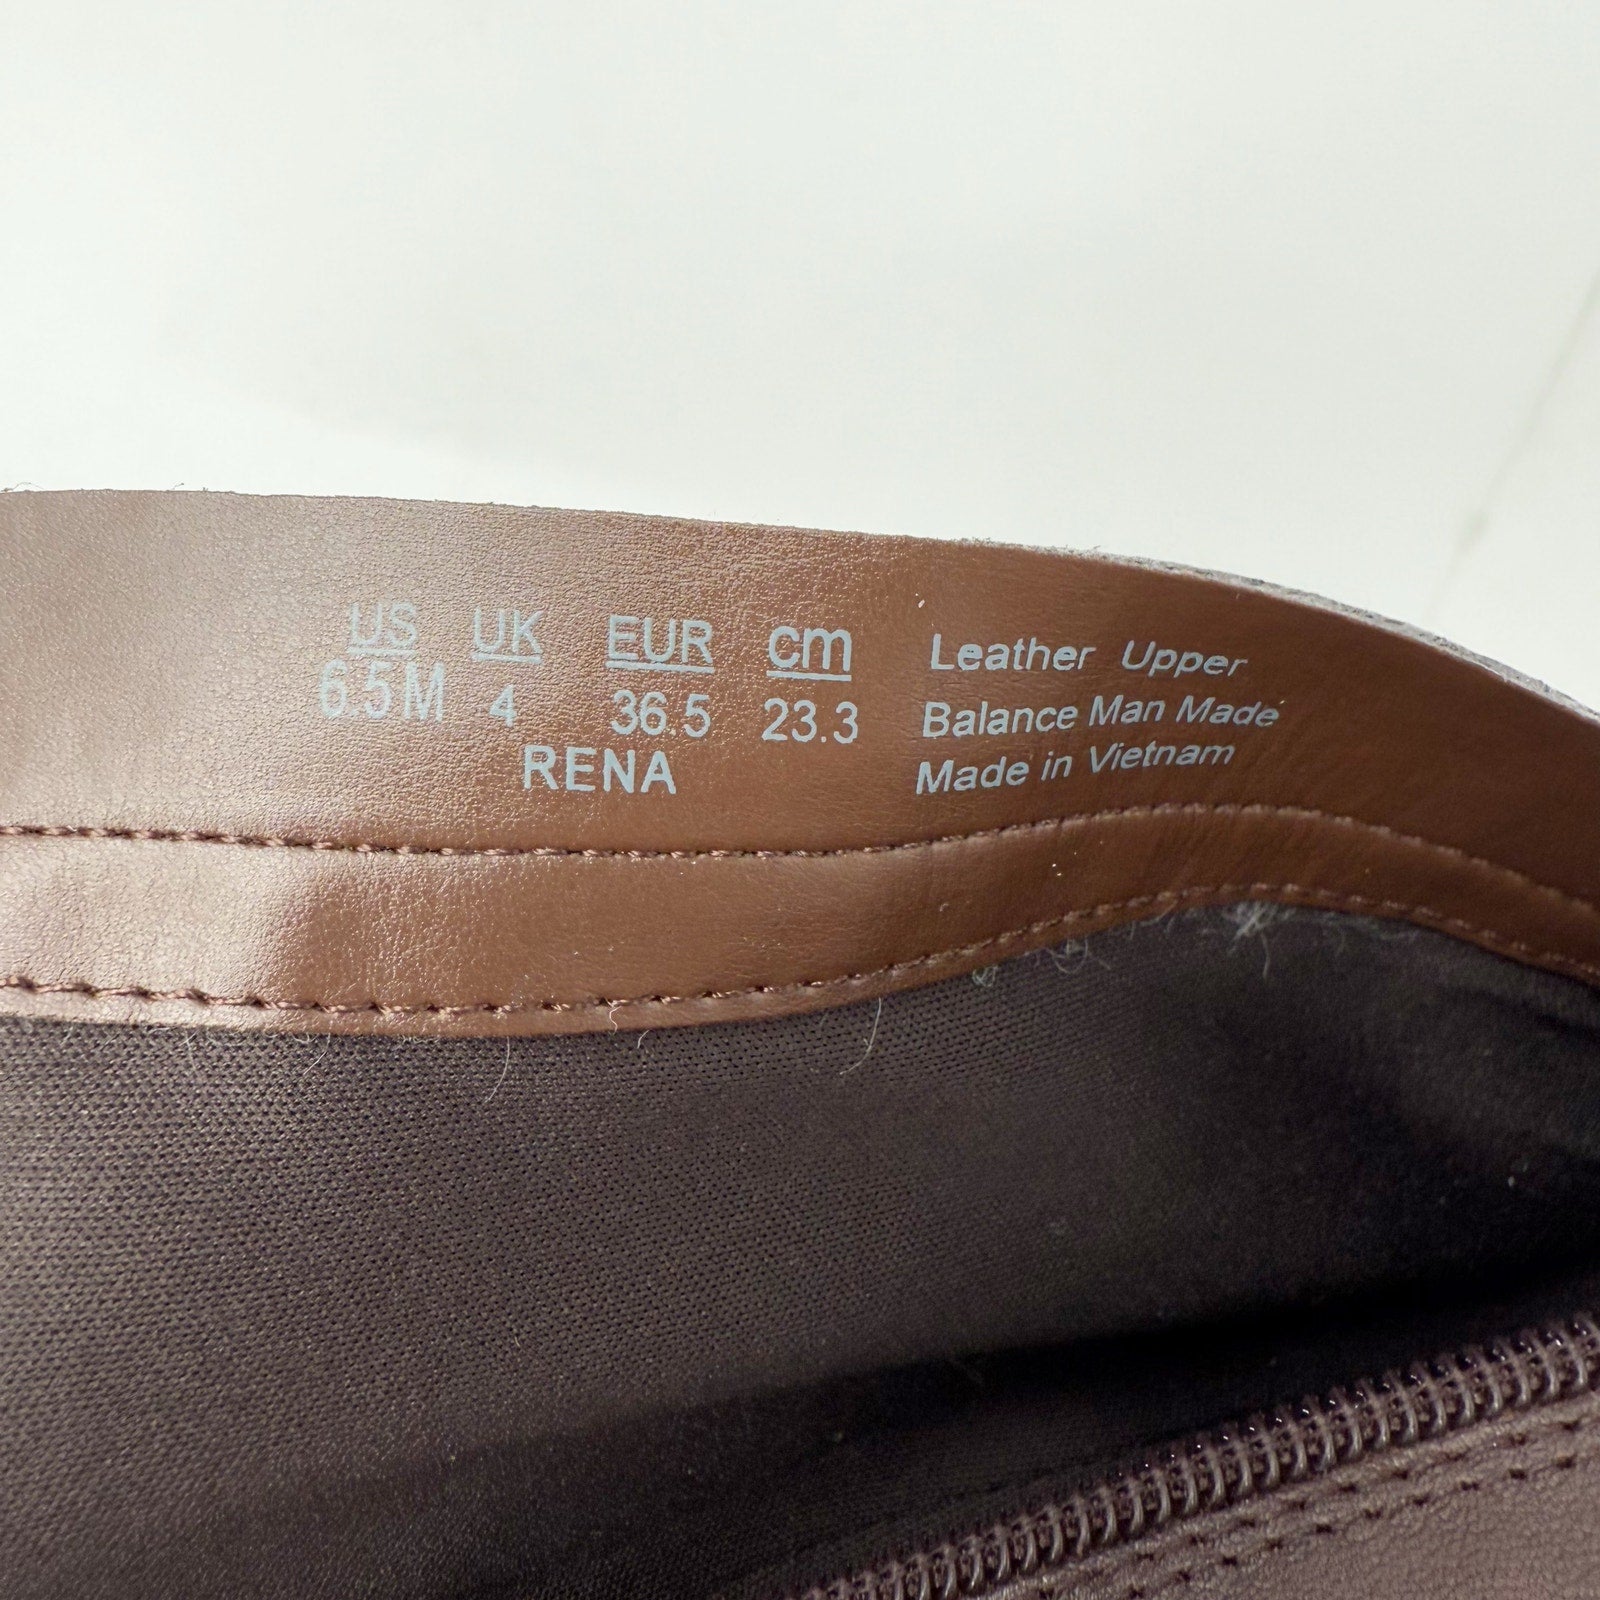 US UK EUR cm
6.5M 4 36.5 23.3
RENA
Leather Upper
Balance Man Made
Made in Vietnam